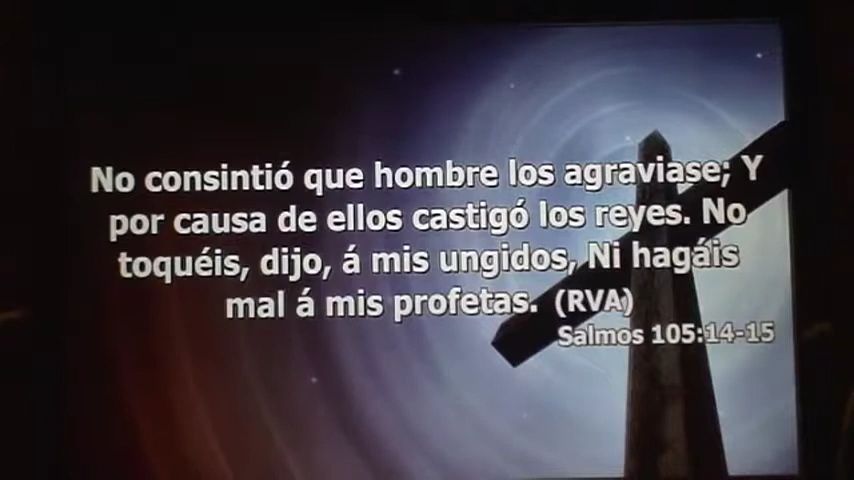 No consintió que hombre los agraviase; Y
por causa de ellos castigó los reyes. No
toquéis, dijo, á mis ungidos, Ni hagáis
mal á mis profetas. (RVA)
Salmos 105:14-15